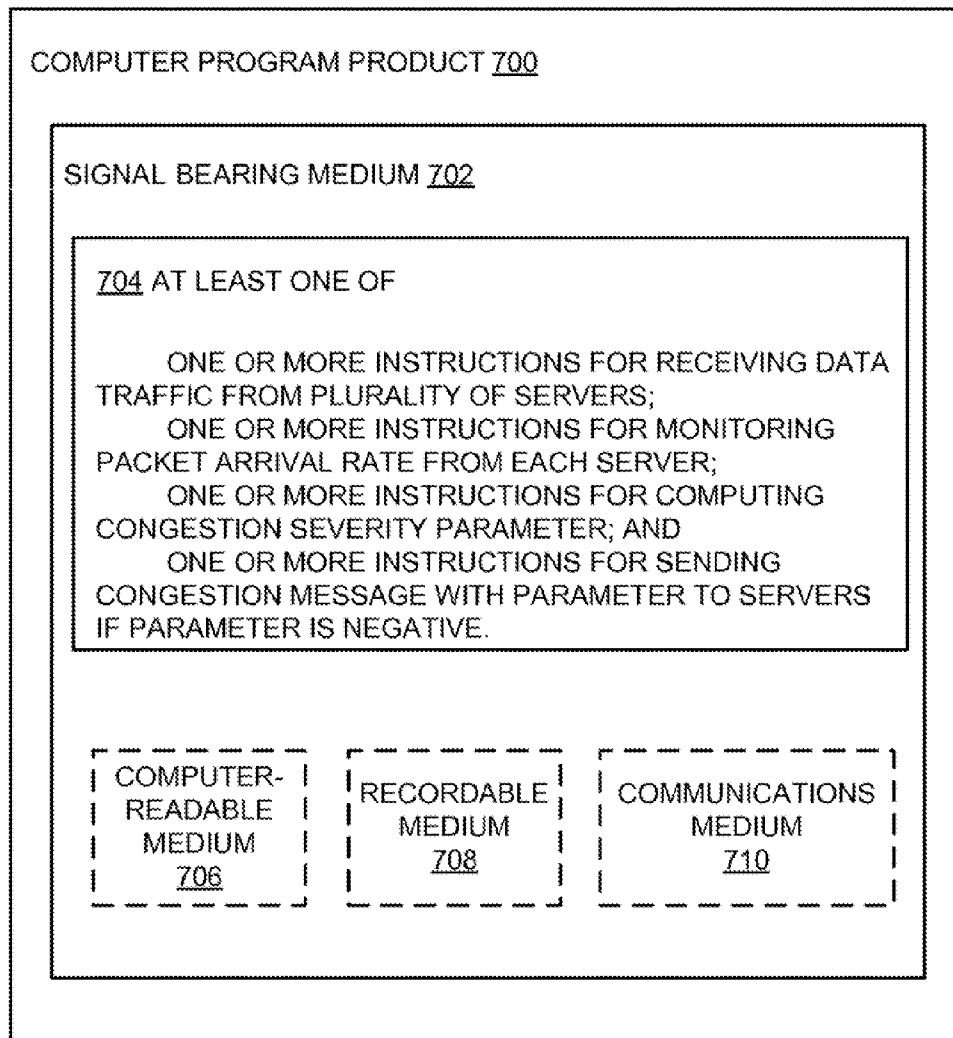 COMPUTER PROGRAM PRODUCT 700
SIGNAL BEARING MEDIUM 702
704 AT LEAST ONE OF
ONE OR MORE INSTRUCTIONS FOR RECEIVING DATA
TRAFFIC FROM PLURALITY OF SERVERS;
ONE OR MORE INSTRUCTIONS FOR MONITORING
PACKET ARRIVAL RATE FROM EACH SERVER;
ONE OR MORE INSTRUCTIONS FOR COMPUTING
CONGESTION SEVERITY PARAMETER; AND
ONE OR MORE INSTRUCTIONS FOR SENDING
CONGESTION MESSAGE WITH PARAMETER TO SERVERS
IF PARAMETER IS NEGATIVE.
COMPUTER-
READABLE
MEDIUM
706
RECORDABLE
MEDIUM
708
COMMUNICATIONS
MEDIUM
710